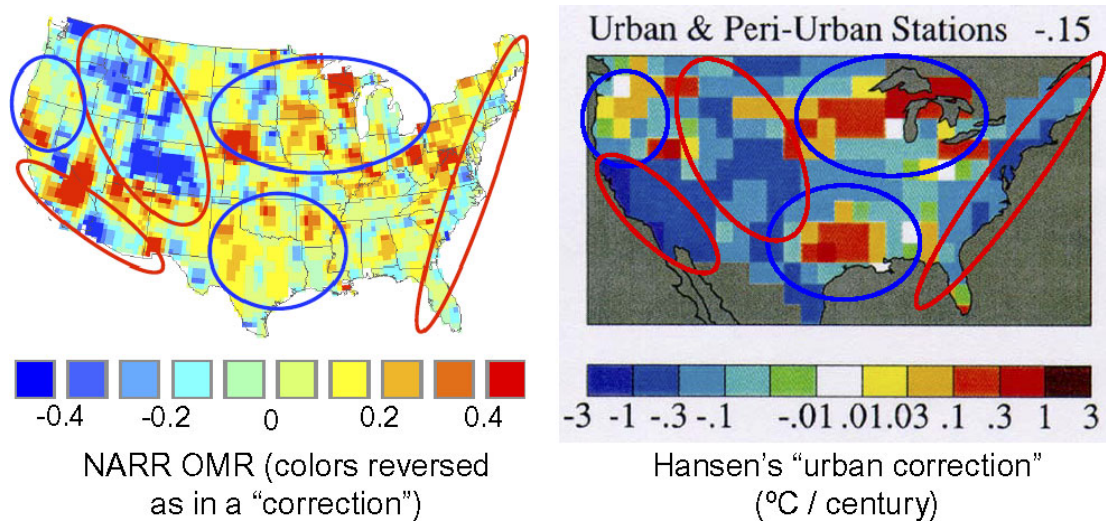 Urban & Peri-Urban Stations -.15
-0.4 -0.2 0 0.2 0.4
-3 -1 -.3 -.1 -.01 .01 .03 .1 .3 1 3
NARR OMR (colors reversed
as in a “correction”)
Hansen’s “urban correction”
(ºC / century)